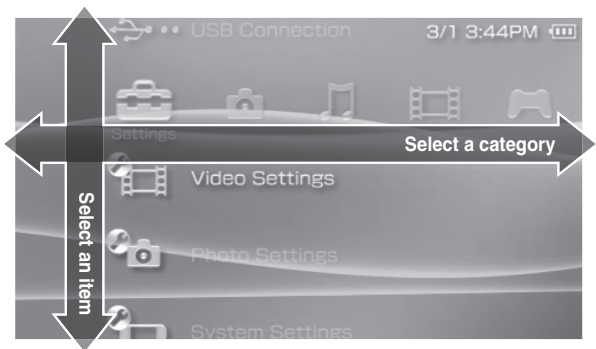 USB Connection
3/1 3:44PM
Settings
Select a category
Video Settings
Select an item
Photo Settings
System Settings